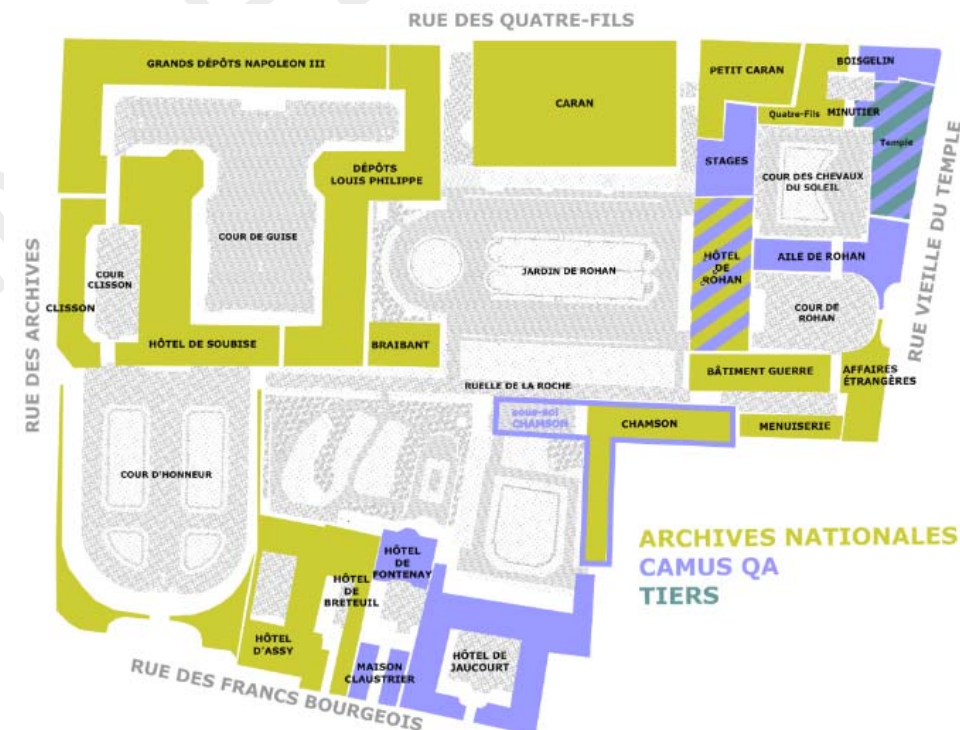 RUE DES QUATRE-FILS
GRANDS DÉPÔTS NAPOLEON III
CARAN
PETIT CARAN
BOISGELIN
Quatre-Fils
MINUTIER
Temple
DÉPÔTS
LOUIS PHILIPPE
STAGES
COUR DES CHEVAUX
DU SOLEIL
RUE VIEILLE DU TEMPLE
RUE DES ARCHIVES
COUR DE GUISE
COUR
CLISSON
CLISSON
JARDIN DE ROHAN
HÔTEL
DE
ROHAN
AILE DE ROHAN
COUR DE
ROHAN
HÔTEL DE SOUBISE
BRAIBANT
BÂTIMENT GUERRE
AFFAIRES
ÉTRANGÈRES
RUELLE DE LA ROCHE
sous-sol
CHAMSON
CHAMSON
MENUISERIE
COUR D'HONNEUR
ARCHIVES NATIONALES
CAMUS QA
TIERS
HÔTEL
DE
FONTENAY
HÔTEL
DE
BRETEUIL
HÔTEL
D'ASSY
MAISON
CLAUSTRIER
HÔTEL DE
JAUCOURT
RUE DES FRANCS BOURGEOIS